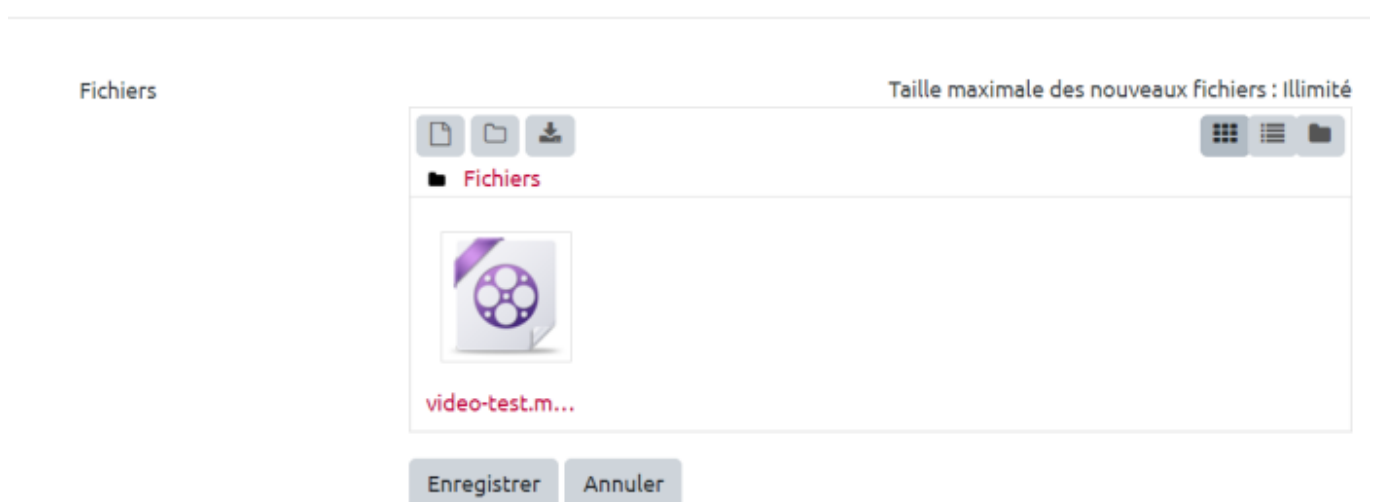 Fichiers
Taille maximale des nouveaux fichiers : Illimité
Fichiers
video-test.m...
Enregistrer
Annuler